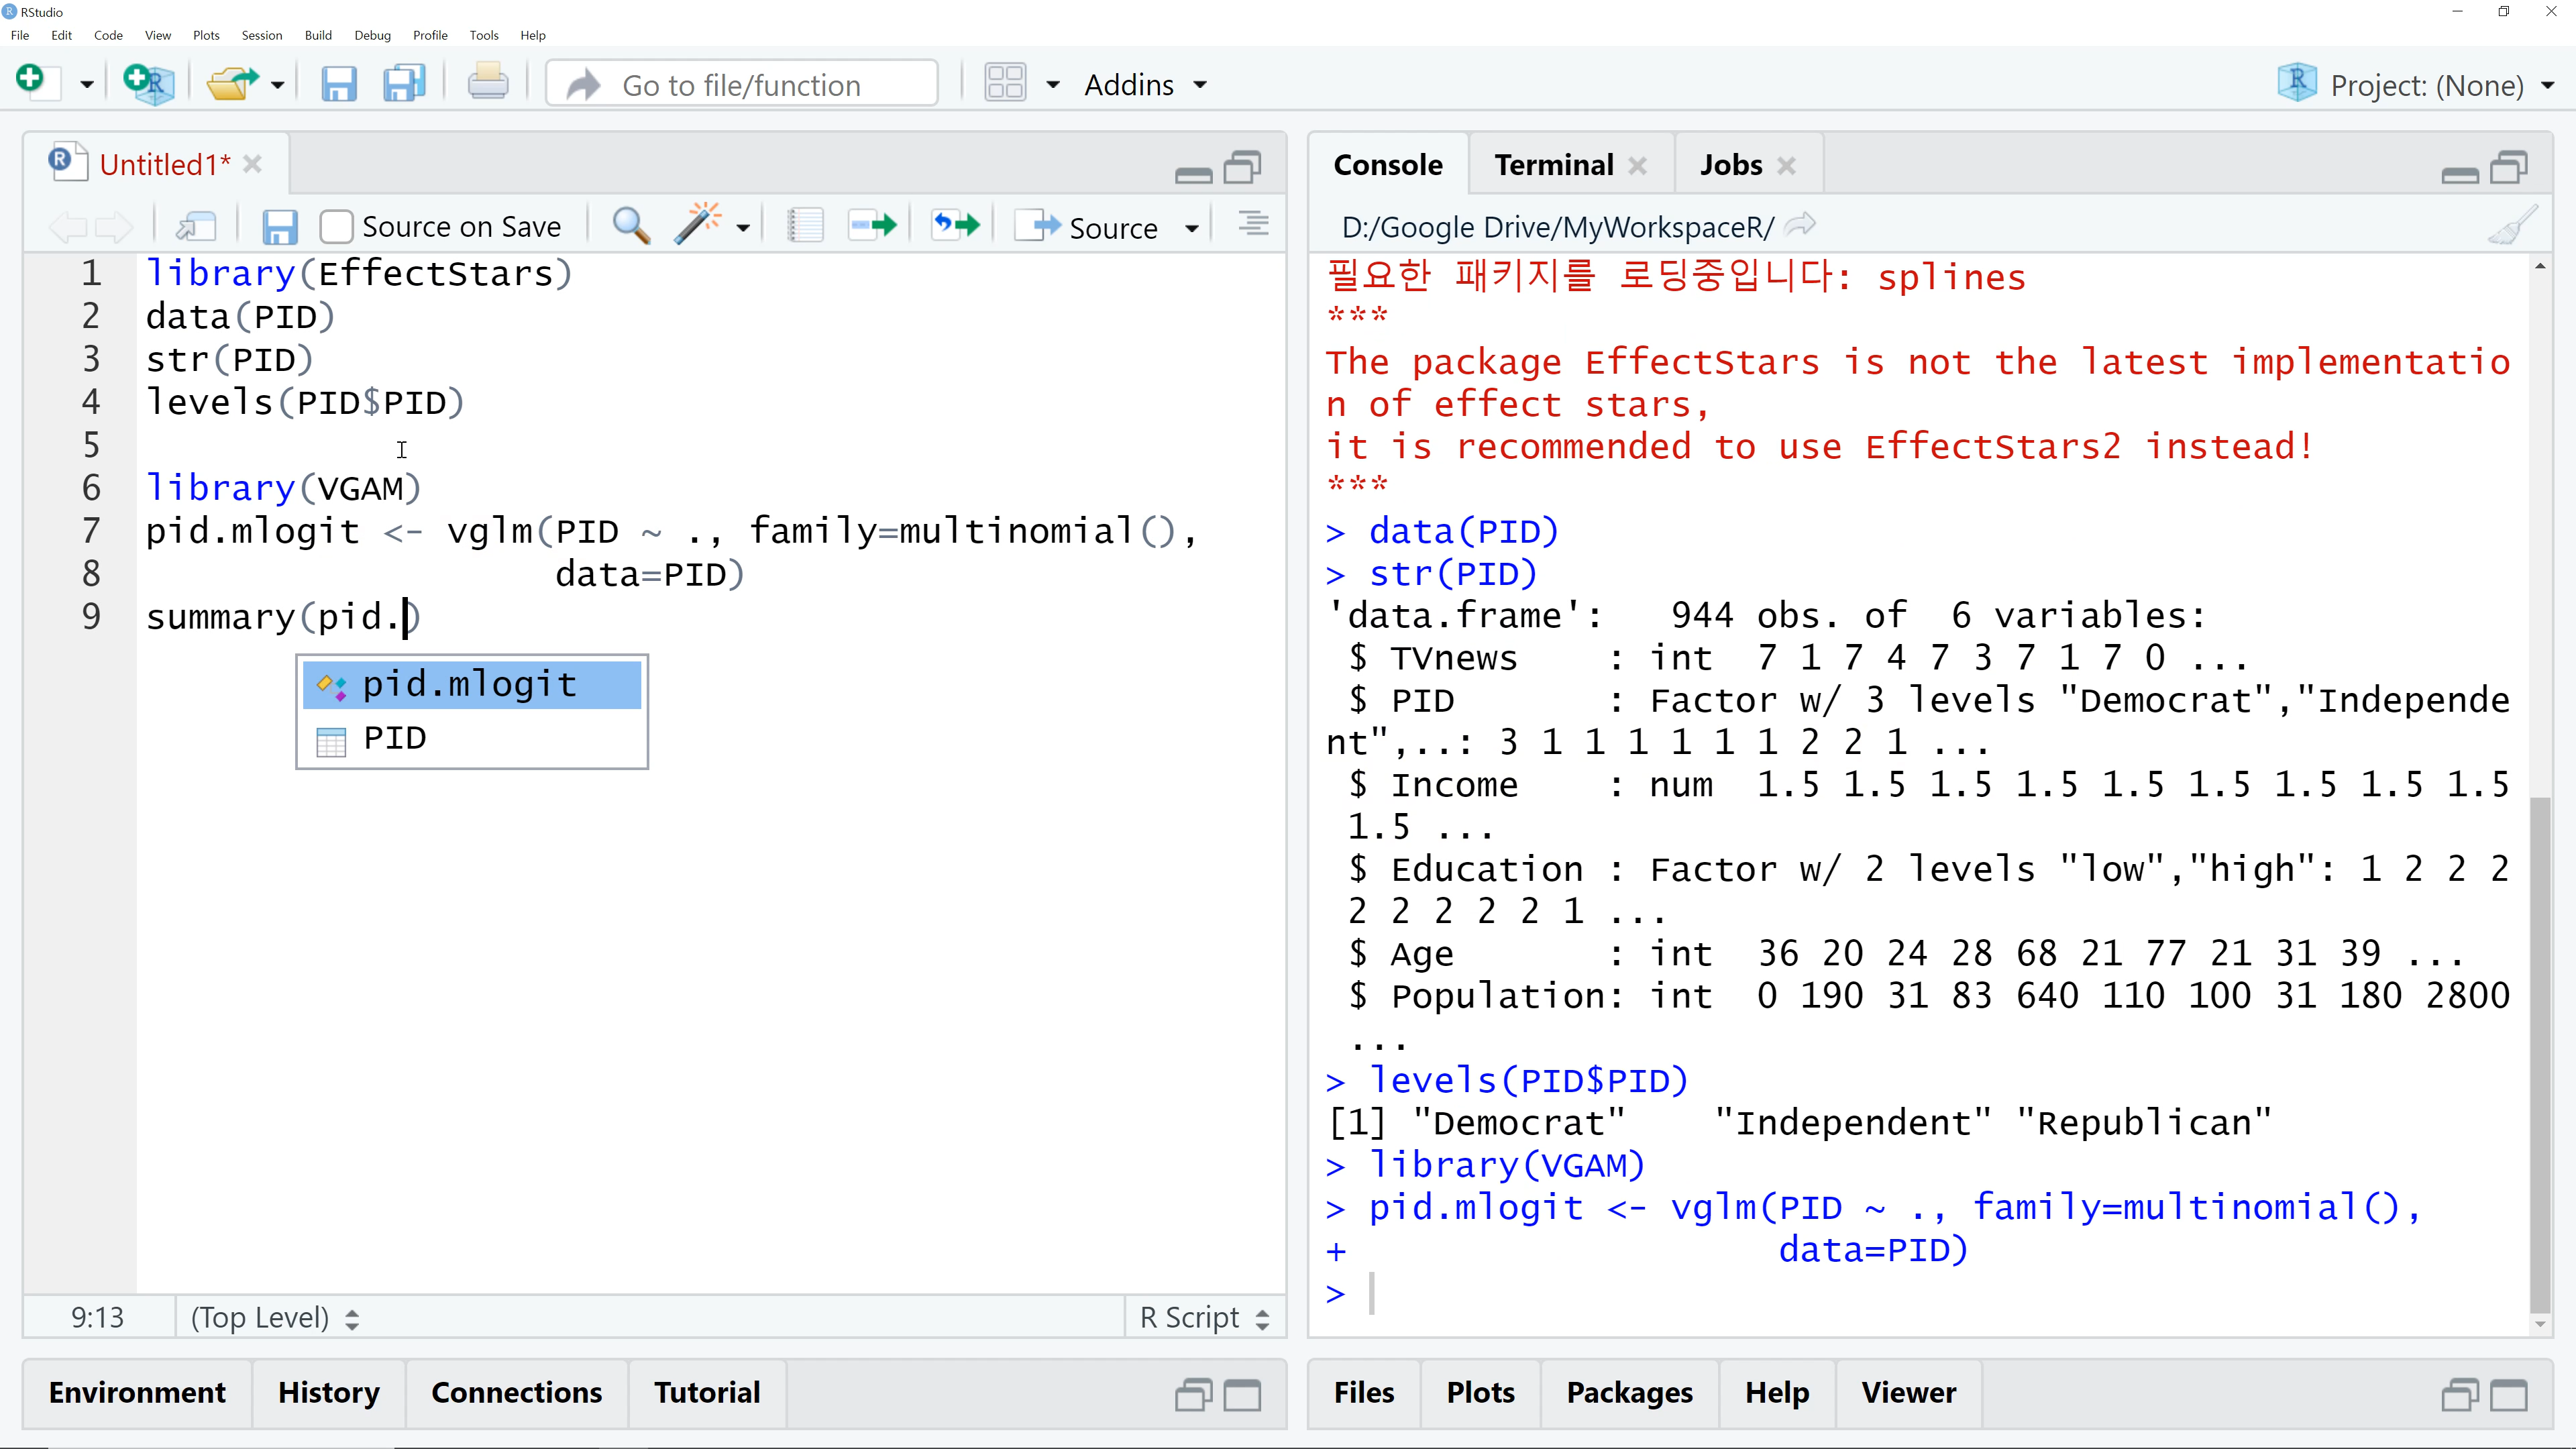 RStudio
File Edit Code View Plots Session Build Debug Profile Tools Help
Go to file/function Addins Project: (None)
Untitled1*
Source on Save Source
1 library(EffectStars)
2 data(PID)
3 str(PID)
4 levels(PID$PID)
5
6 library(VGAM)
7 pid.mlogit <- vglm(PID ~ ., family=multinomial(),
8 data=PID)
9 summary(pid.)
pid.mlogit
PID
9:13 (Top Level) R Script
Environment History Connections Tutorial
Console Terminal Jobs
D:/Google Drive/MyWorkspaceR/
필요한 패키지를 로딩중입니다: splines
***
The package EffectStars is not the latest implementatio
n of effect stars,
it is recommended to use EffectStars2 instead!
***
> data(PID)
> str(PID)
'data.frame': 944 obs. of 6 variables:
$ TVnews : int 7 1 7 4 7 3 7 1 7 0 ...
$ PID : Factor w/ 3 levels "Democrat","Independe
nt",..: 3 1 1 1 1 1 1 2 2 1 ...
$ Income : num 1.5 1.5 1.5 1.5 1.5 1.5 1.5 1.5 1.5
1.5 ...
$ Education : Factor w/ 2 levels "low","high": 1 2 2 2
2 2 2 2 2 1 ...
$ Age : int 36 20 24 28 68 21 77 21 31 39 ...
$ Population: int 0 190 31 83 640 110 100 31 180 2800
...
> levels(PID$PID)
[1] "Democrat" "Independent" "Republican"
> library(VGAM)
> pid.mlogit <- vglm(PID ~ ., family=multinomial(),
+ data=PID)
>
Files Plots Packages Help Viewer